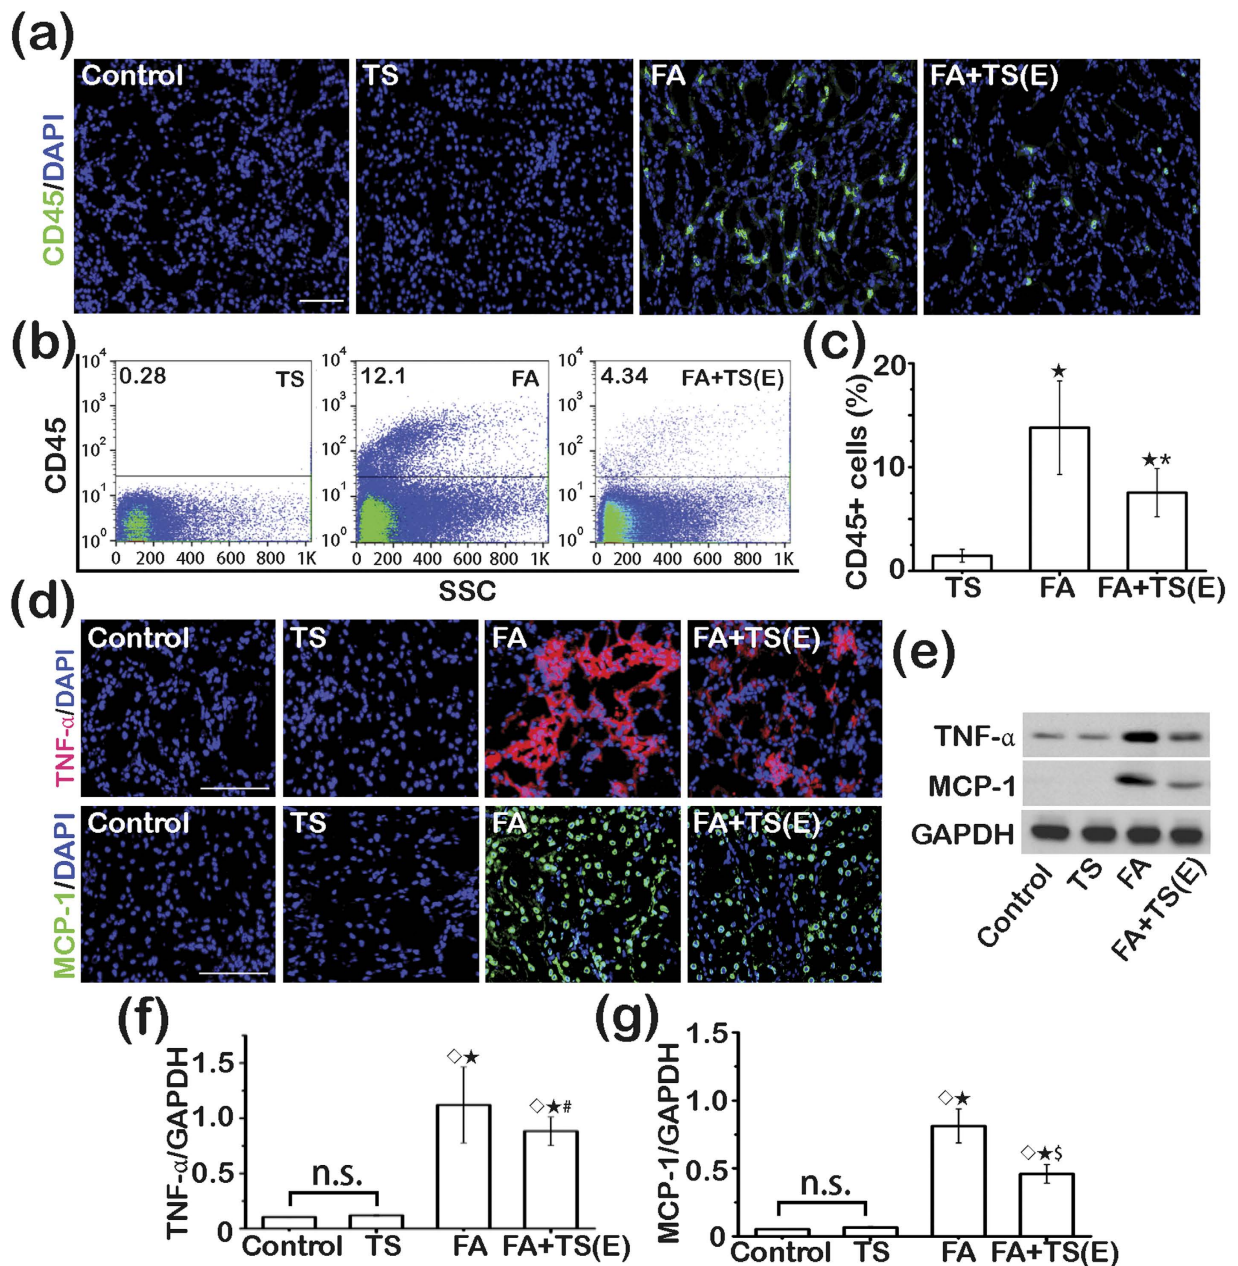 (a)
Control TS FA FA+TS(E)
CD45/DAPI
(b)
CD45
10⁴ 10³ 10² 10¹ 10⁰
0.28 TS
0 200 400 600 800 1K
10⁴ 10³ 10² 10¹ 10⁰
12.1 FA
0 200 400 600 800 1K
10⁴ 10³ 10² 10¹ 10⁰
4.34 FA+TS(E)
0 200 400 600 800 1K
SSC
(c)
CD45+ cells (%)
20
10
0
★
★*
TS FA FA+TS(E)
(d)
TNF-α/DAPI
Control TS FA FA+TS(E)
MCP-1/DAPI
Control TS FA FA+TS(E)
(e)
TNF-α
MCP-1
GAPDH
Control TS FA FA+TS(E)
(f)
TNF-α/GAPDH
1.5
1.0
0.5
0
n.s.
◇★
◇★#
Control TS FA FA+TS(E)
(g)
MCP-1/GAPDH
1.5
1.0
0.5
0
n.s.
◇★
◇★$
Control TS FA FA+TS(E)